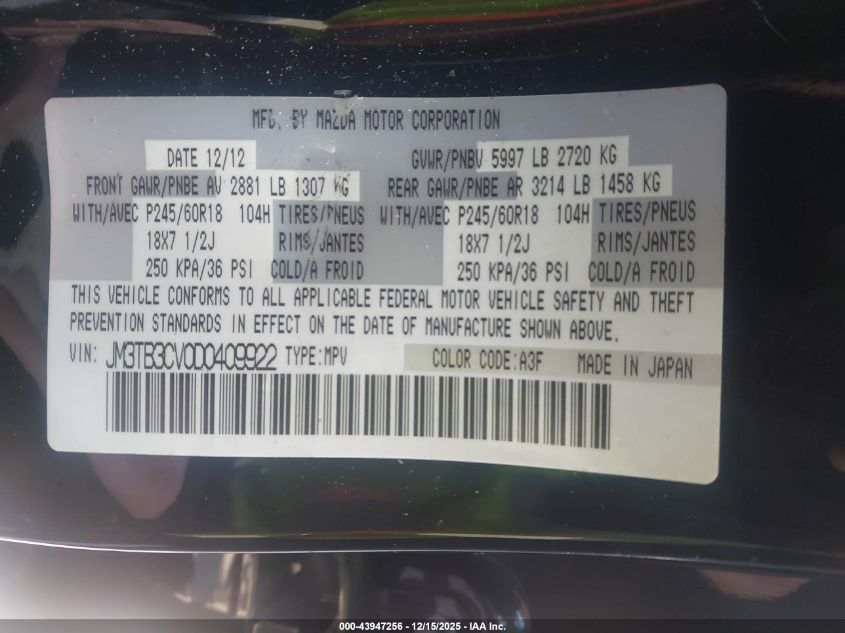 MFD. BY MAZDA MOTOR CORPORATION
DATE 12/12 GVWR/PNBV 5997 LB 2720 KG
FRONT GAWR/PNBE AV 2881 LB 1307 KG REAR GAWR/PNBE AR 3214 LB 1458 KG
WITH/AVEC P245/60R18 104H TIRES/PNEUS WITH/AVEC P245/60R18 104H TIRES/PNEUS
18X7 1/2J RIMS/JANTES 18X7 1/2J RIMS/JANTES
250 KPA/36 PSI COLD/A FROID 250 KPA/36 PSI COLD/A FROID
THIS VEHICLE CONFORMS TO ALL APPLICABLE FEDERAL MOTOR VEHICLE SAFETY AND THEFT
PREVENTION STANDARDS IN EFFECT ON THE DATE OF MANUFACTURE SHOWN ABOVE.
VIN: JM3TB3CV0D0409922 TYPE:MPV COLOR CODE:A3F MADE IN JAPAN
000-43947256 - 12/15/2025 - IAA Inc.